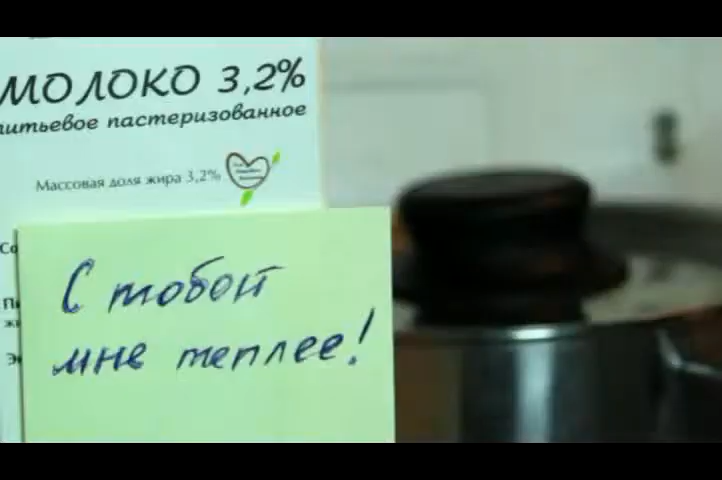 МОЛОКО 3,2%
питьевое пастеризованное
Массовая доля жира 3,2%
С тобой
мне теплее!